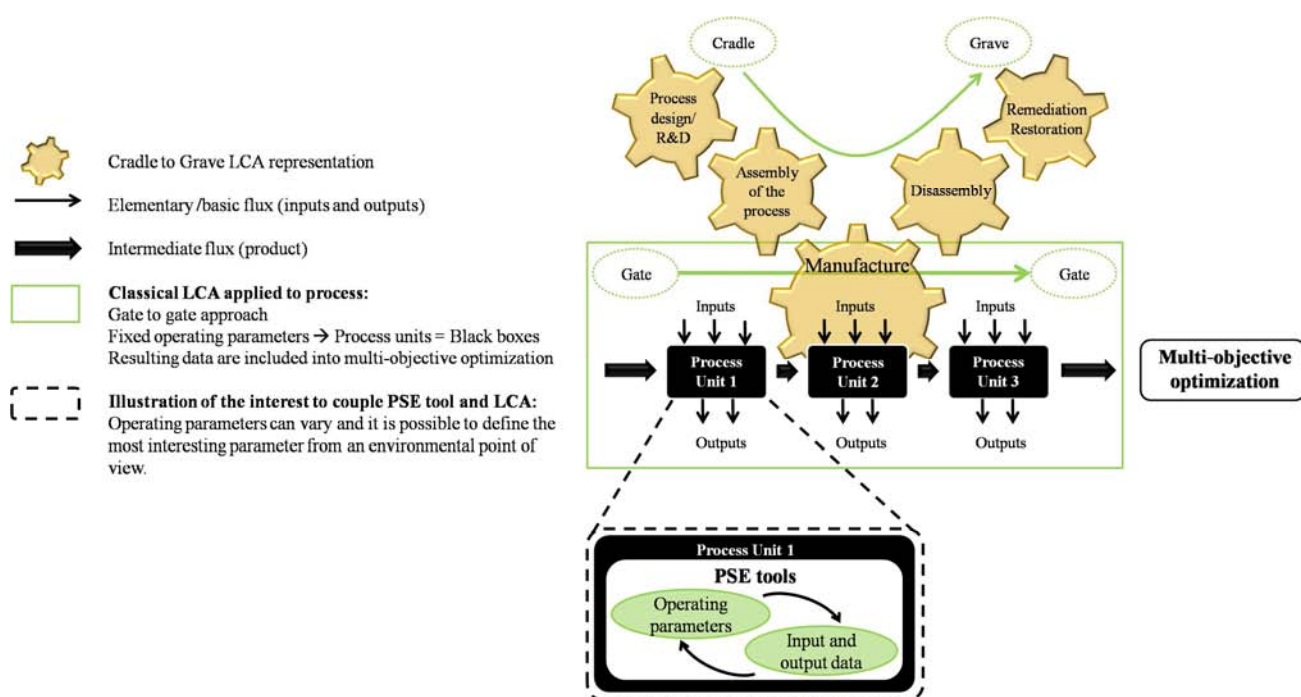 Cradle to Grave LCA representation
Elementary /basic flux (inputs and outputs)
Intermediate flux (product)
Classical LCA applied to process:
Gate to gate approach
Fixed operating parameters → Process units = Black boxes
Resulting data are included into multi-objective optimization
Illustration of the interest to couple PSE tool and LCA:
Operating parameters can vary and it is possible to define the
most interesting parameter from an environmental point of
view.
Cradle
Grave
Process
design/
R&D
Remediation
Restoration
Assembly
of the
process
Disassembly
Manufacture
Gate
Gate
Inputs
Inputs
Inputs
Process
Unit 1
Process
Unit 2
Process
Unit 3
Outputs
Outputs
Outputs
Multi-objective
optimization
Process Unit 1
PSE tools
Operating
parameters
Input and
output data